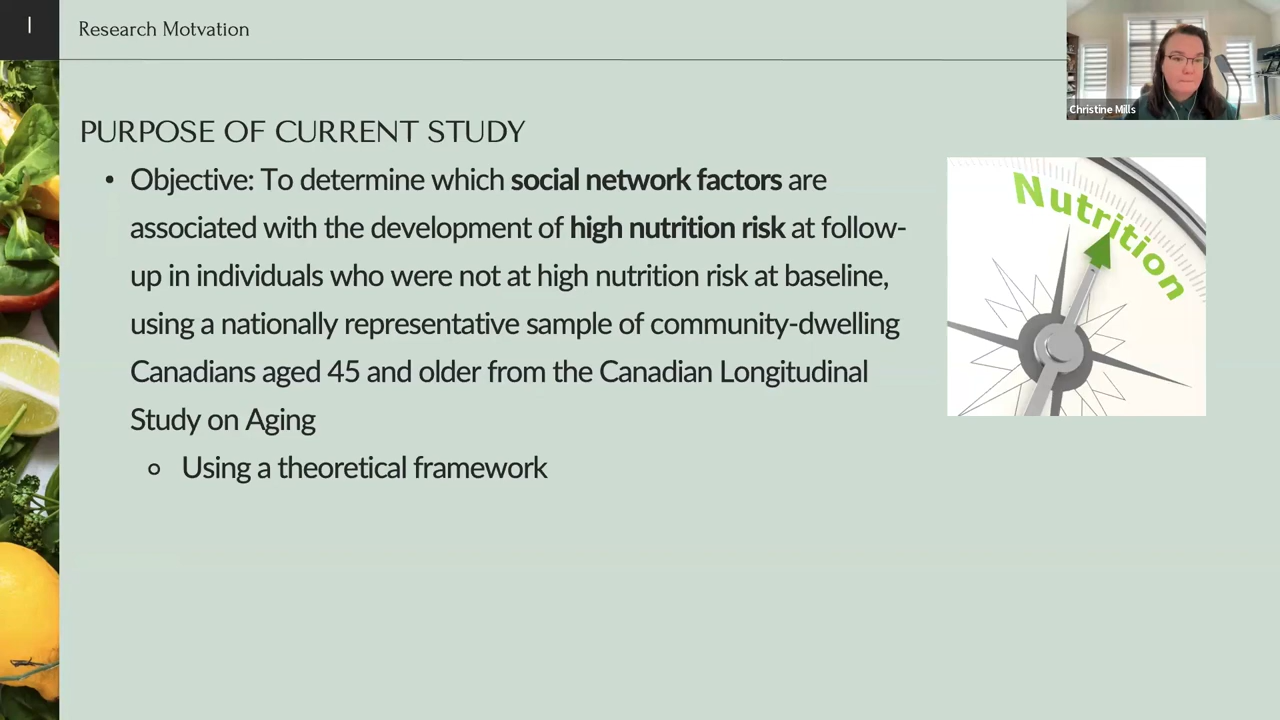 I
Research Motvation
Christine Mills
PURPOSE OF CURRENT STUDY
• Objective: To determine which social network factors are
associated with the development of high nutrition risk at follow-
up in individuals who were not at high nutrition risk at baseline,
using a nationally representative sample of community-dwelling
Canadians aged 45 and older from the Canadian Longitudinal
Study on Aging
Using a theoretical framework
Nutrition